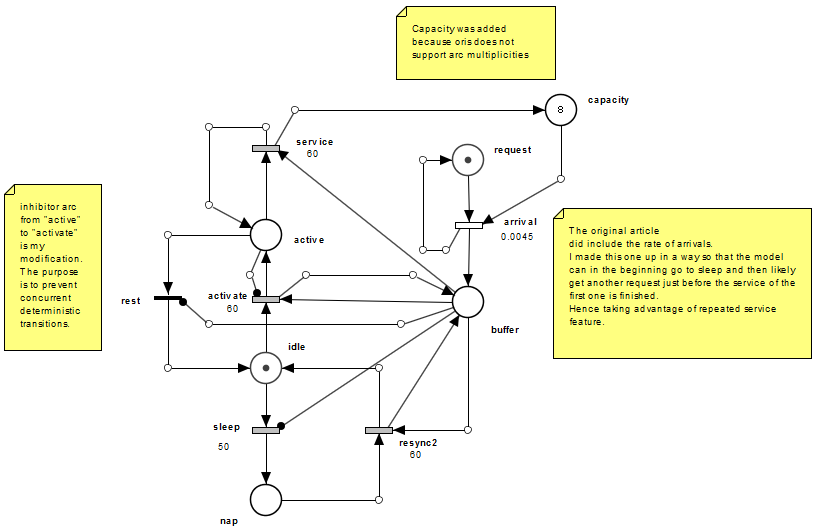 Capacity was added
because oris does not
support arc multiplicities
capacity
8
service
60
request
inhibitor arc
from "active"
to "activate"
is my
modification.
The purpose
is to prevent
concurrent
deterministic
transitions.
arrival
0.0045
The original article
did include the rate of arrivals.
I made this one up in a way so that the model
can in the beginning go to sleep and then likely
get another request just before the service of the
first one is finished.
Hence taking advantage of repeated service
feature.
active
rest
activate
60
buffer
idle
sleep
50
resync2
60
nap